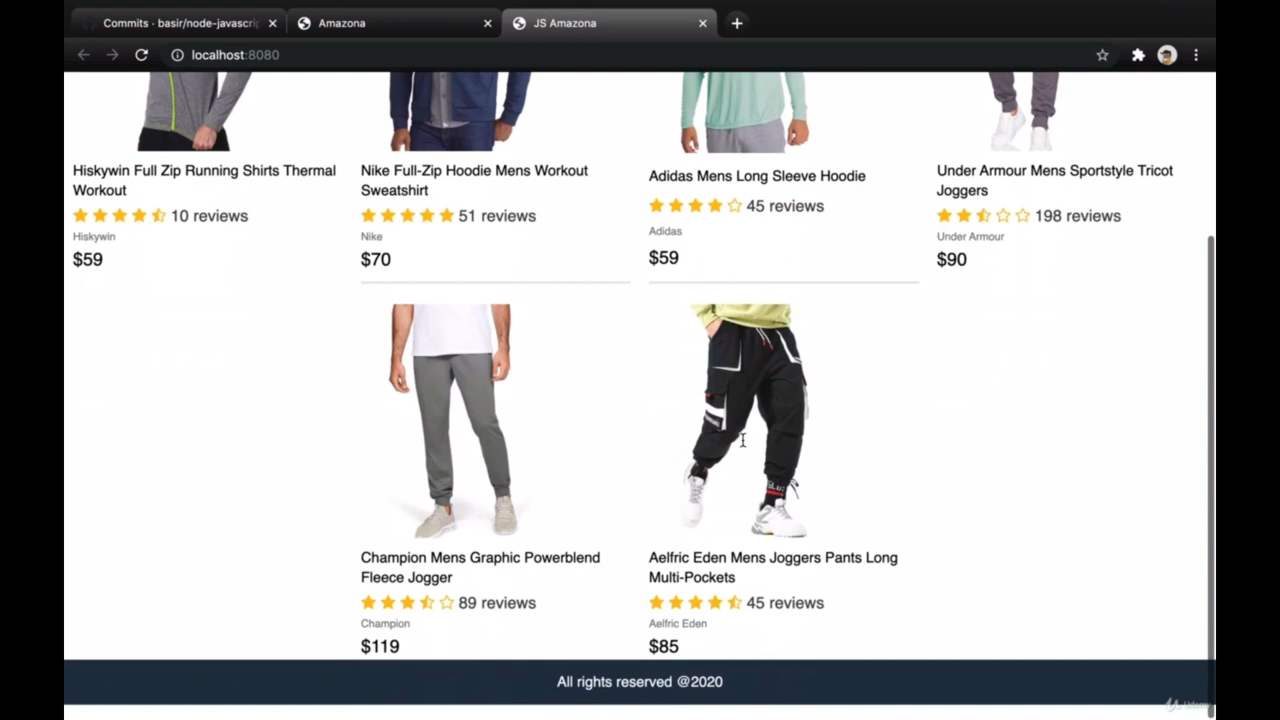 Commits · basir/node-javascrip
Amazona
JS Amazona
localhost:8080
Hiskywin Full Zip Running Shirts Thermal
Workout
10 reviews
Hiskywin
$59
Nike Full-Zip Hoodie Mens Workout
Sweatshirt
51 reviews
Nike
$70
Adidas Mens Long Sleeve Hoodie
45 reviews
Adidas
$59
Under Armour Mens Sportstyle Tricot
Joggers
198 reviews
Under Armour
$90
Champion Mens Graphic Powerblend
Fleece Jogger
89 reviews
Champion
$119
Aelfric Eden Mens Joggers Pants Long
Multi-Pockets
45 reviews
Aelfric Eden
$85
All rights reserved @2020
Udemy